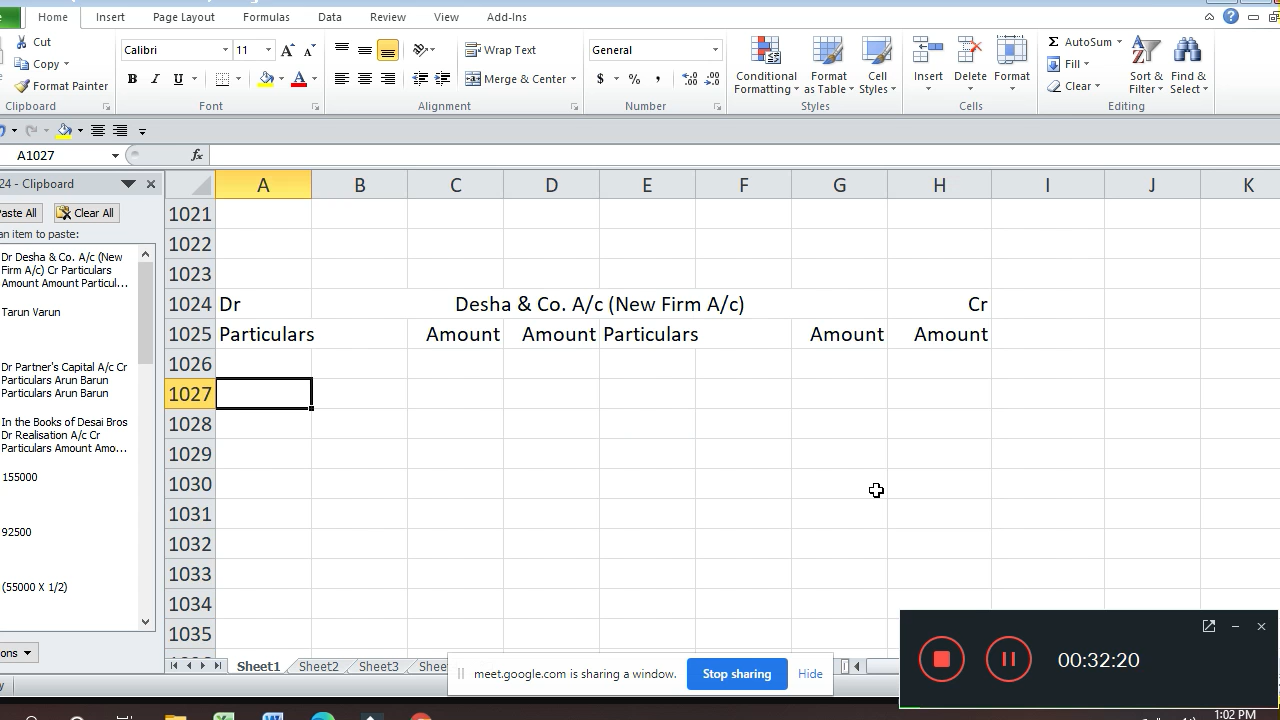 Home Insert Page Layout Formulas Data Review View Add-Ins
Cut
Copy
Format Painter
Clipboard
Calibri 11
B I U
Font
Wrap Text
Merge & Center
Alignment
General
$ % ,
Number
Conditional Formatting
Format as Table
Cell Styles
Styles
Insert Delete Format
Cells
AutoSum
Fill
Clear
Sort & Filter
Find & Select
Editing
A1027 fx
24 - Clipboard
Paste All Clear All
an item to paste:
Dr Desha & Co. A/c (New
Firm A/c) Cr Particulars
Amount Amount Particul...
Tarun Varun
Dr Partner's Capital A/c Cr
Particulars Arun Barun
Particulars Arun Barun
In the Books of Desai Bros
Dr Realisation A/c Cr
Particulars Amount Amo...
155000
92500
(55000 X 1/2)
ons
A B C D E F G H I J K
1021
1022
1023
1024 Dr Desha & Co. A/c (New Firm A/c) Cr
1025 Particulars Amount Amount Particulars Amount Amount
1026
1027
1028
1029
1030
1031
1032
1033
1034
1035
Sheet1 Sheet2 Sheet3
meet.google.com is sharing a window. Stop sharing Hide
00:32:20
1:02 PM